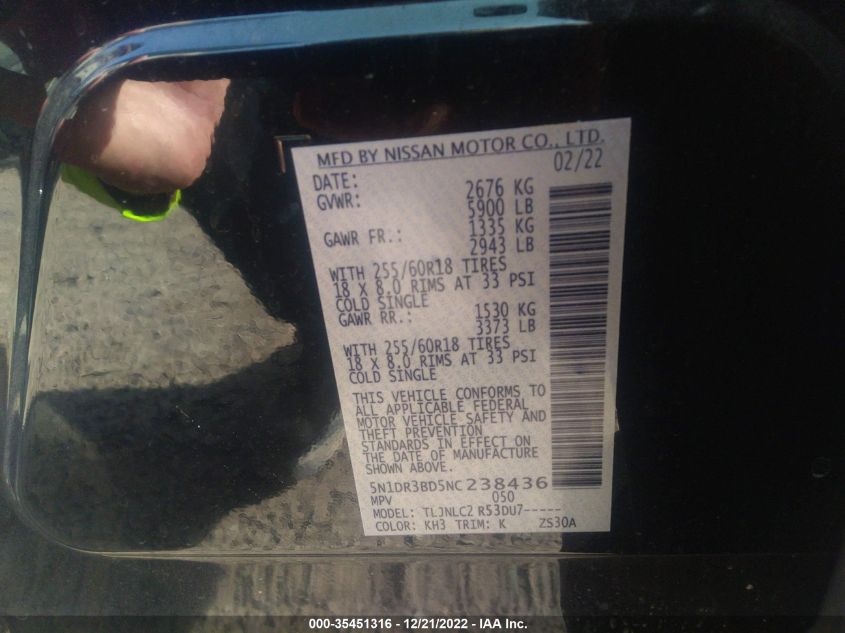 MFD BY NISSAN MOTOR CO., LTD.
DATE: 02/22
GVWR: 2676 KG
5900 LB
GAWR FR.: 1335 KG
2943 LB
WITH 255/60R18 TIRES
18 X 8.0 RIMS AT 33 PSI
COLD SINGLE
GAWR RR.: 1530 KG
3373 LB
WITH 255/60R18 TIRES
18 X 8.0 RIMS AT 33 PSI
COLD SINGLE
THIS VEHICLE CONFORMS TO
ALL APPLICABLE FEDERAL
MOTOR VEHICLE SAFETY AND
THEFT PREVENTION
STANDARDS IN EFFECT ON
THE DATE OF MANUFACTURE
SHOWN ABOVE.
5N1DR3BD5NC238436
MPV 050
MODEL: TLJNLC2 R53DU7-----
COLOR: KH3 TRIM: K ZS30A
000-35451316 - 12/21/2022 - IAA Inc.